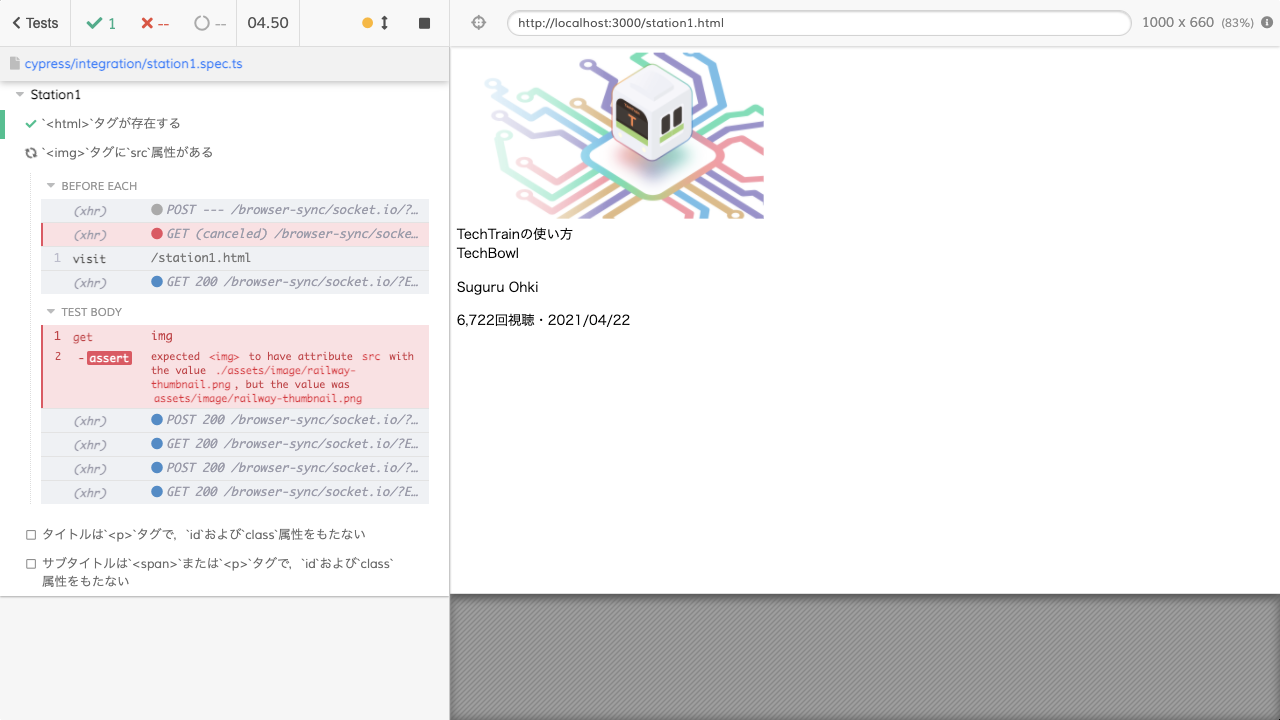 Tests
1
--
--
04.50
http://localhost:3000/station1.html
1000 x 660 (83%)
cypress/integration/station1.spec.ts
Station1
`<html>`タグが存在する
`<img>`タグに`src`属性がある
BEFORE EACH
(xhr) POST --- /browser-sync/socket.io/?…
(xhr) GET (canceled) /browser-sync/socke…
1 visit /station1.html
(xhr) GET 200 /browser-sync/socket.io/?E…
TEST BODY
1 get img
2 -assert expected <img> to have attribute src with
the value ./assets/image/railway-
thumbnail.png, but the value was
assets/image/railway-thumbnail.png
(xhr) POST 200 /browser-sync/socket.io/?…
(xhr) GET 200 /browser-sync/socket.io/?E…
(xhr) POST 200 /browser-sync/socket.io/?…
(xhr) GET 200 /browser-sync/socket.io/?E…
タイトルは`<p>`タグで，`id`および`class`属性をもたない
サブタイトルは`<span>`または`<p>`タグで，`id`および`class`
属性をもたない
T
TechTrainの使い方
TechBowl
Suguru Ohki
6,722回視聴・2021/04/22